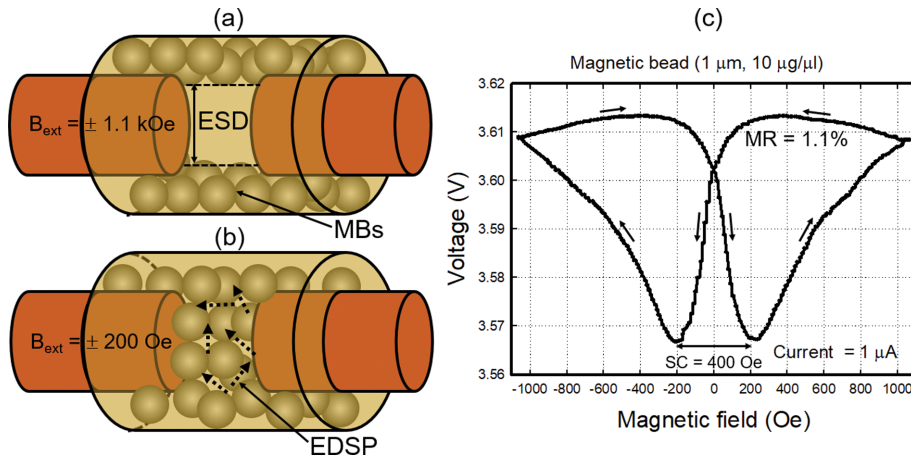 (a)
B_ext = ± 1.1 kOe
ESD
MBs
(b)
B_ext = ± 200 Oe
EDSP
(c)
Magnetic bead (1 μm, 10 μg/μl)
Voltage (V)
3.62
3.61
3.60
3.59
3.58
3.57
3.56
MR = 1.1%
SC = 400 Oe
Current = 1 μA
-1000 -800 -600 -400 -200 0 200 400 600 800 1000
Magnetic field (Oe)